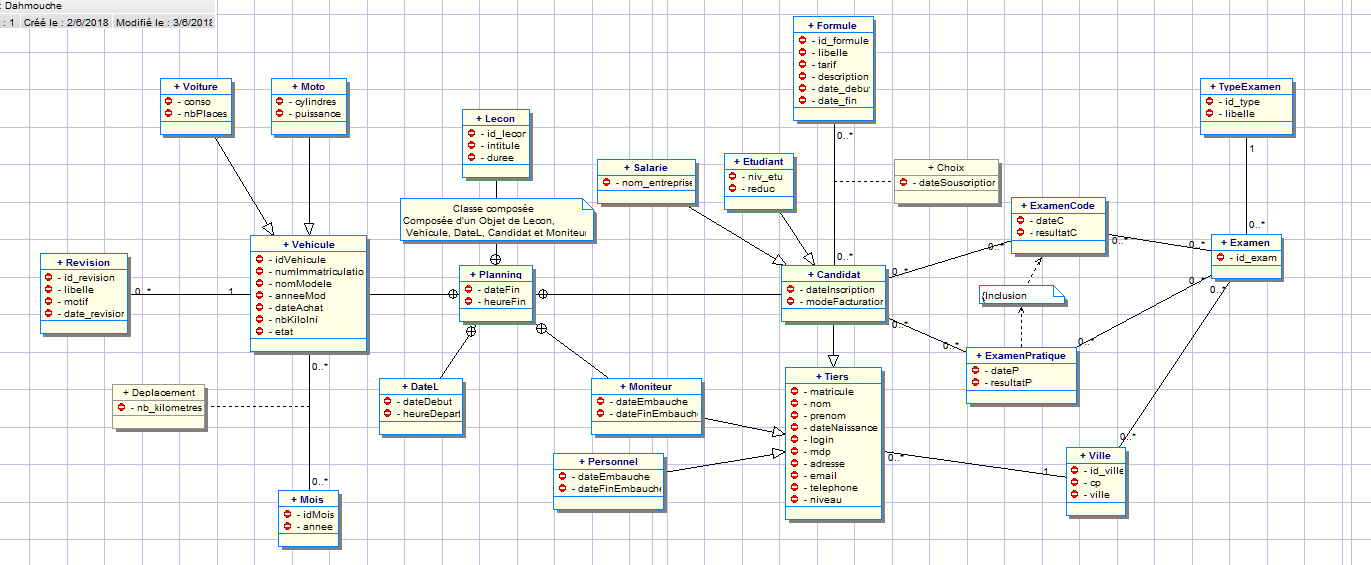 : Dahmouche
: 1 Créé le : 2/6/2018 Modifié le : 3/6/2018
+ Formule
- id_formule
- libelle
- tarif
- description
- date_debu
- date_fin
0..*
+ Voiture
- conso
- nbPlaces
+ Moto
- cylindres
- puissance
+ Lecon
- id_lecor
- intitule
- duree
+ TypeExamen
- id_type
- libelle
1
+ Salarie
- nom_entreprise
+ Etudiant
- niv_etu
- reduc
+ Choix
- dateSouscription
Classe composée
Composée d'un Objet de Lecon,
Vehicule, DateL, Candidat et Moniteur
+ ExamenCode
- dateC
- resultatC
0..*
0..*
+ Examen
- id_exam
0..*
0..*
0..*
+ Revision
- id_revision
- libelle
- motif
- date_revision
0..*
1
+ Vehicule
- idVehicule
- numImmatriculatio
- nomModele
- anneeMod
- dateAchat
- nbKiloIni
- etat
0..*
+ Planning
- dateFin
- heureFin
0..*
+ Candidat
- dateInscription
- modeFacturation
0..*
0..*
{Inclusion
+ ExamenPratique
- dateP
- resultatP
0..*
0..*
+ Deplacement
- nb_kilometres
+ DateL
- dateDebut
- heureDepart
+ Moniteur
- dateEmbauche
- dateFinEmbauch
+ Tiers
- matricule
- nom
- prenom
- dateNaissance
- login
- mdp
- adresse
- email
- telephone
- niveau
0..*
1
+ Personnel
- dateEmbauche
- dateFinEmbauche
0..*
+ Ville
- id_ville
- cp
- ville
0..*
+ Mois
- idMois
- annee